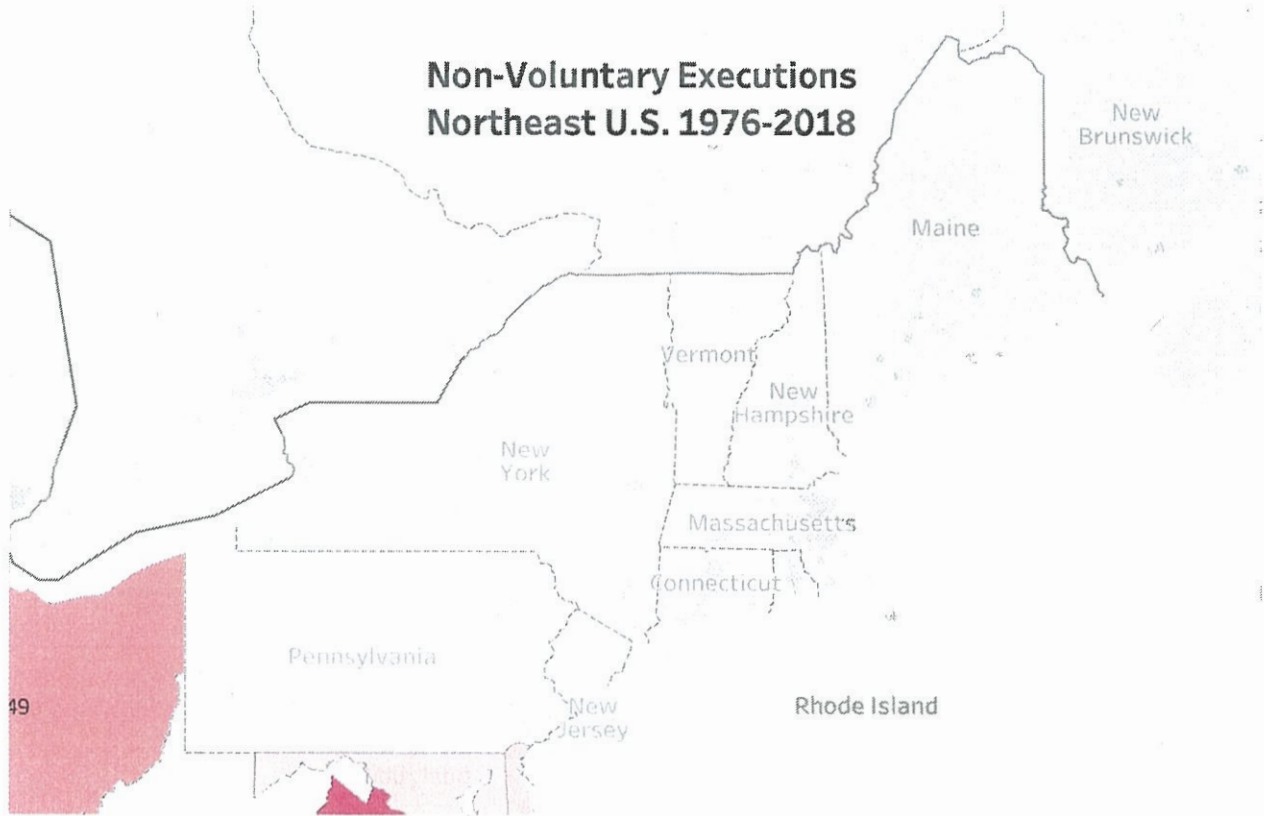 Non-Voluntary Executions
Northeast U.S. 1976-2018
New
Brunswick
Maine
Vermont
New
Hampshire
New
York
Massachusetts
Connecticut
Pennsylvania
49
New
Jersey
Rhode Island